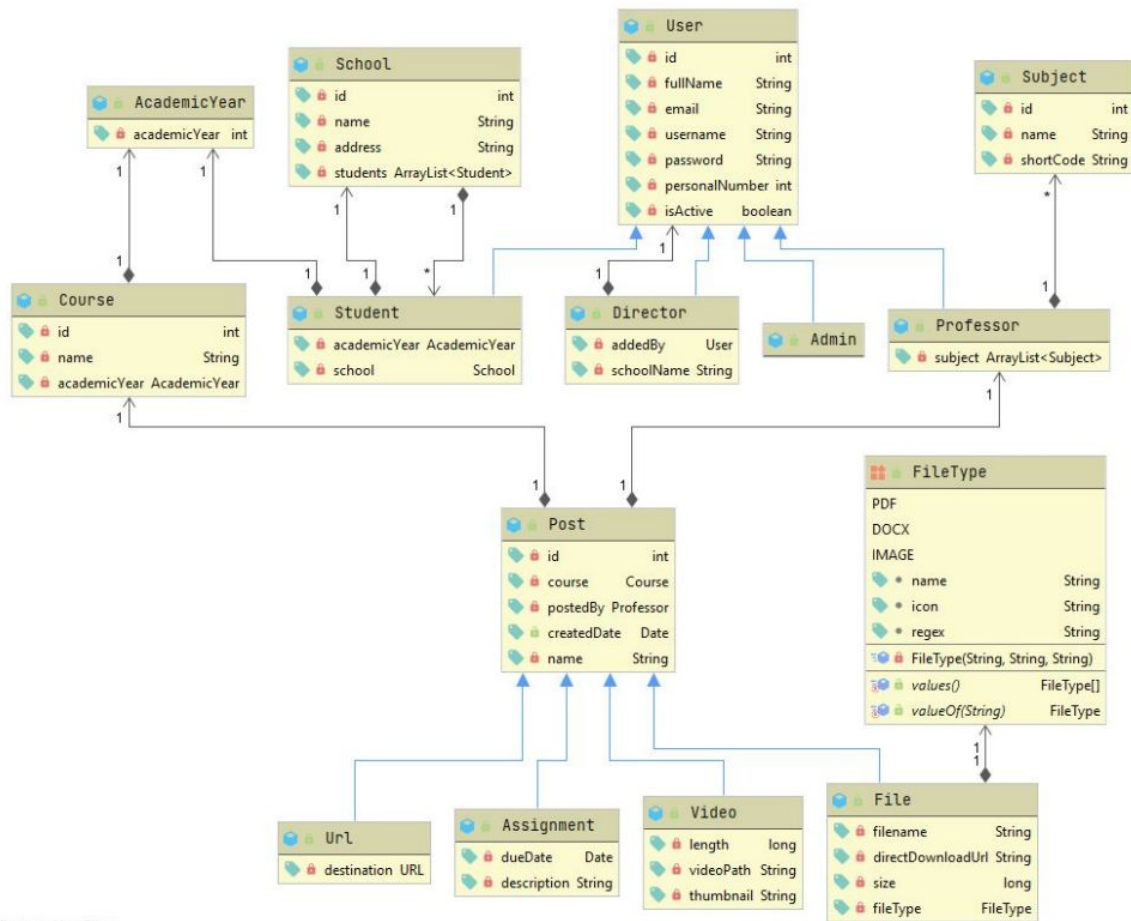 User
id int
fullName String
email String
username String
password String
personalNumber int
isActive boolean
School
id int
name String
address String
students ArrayList<Student>
Subject
id int
name String
shortCode String
AcademicYear
academicYear int
1
1
1
1
*
1
1
1
1
*
1
1
Course
id int
name String
academicYear AcademicYear
Student
academicYear AcademicYear
school School
Director
addedBy User
schoolName String
Admin
Professor
subject ArrayList<Subject>
1
1
1
1
Post
id int
course Course
postedBy Professor
createdDate Date
name String
FileType
PDF
DOCX
IMAGE
name String
icon String
regex String
FileType(String, String, String)
values() FileType[]
valueOf(String) FileType
1
1
Url
destination URL
Assignment
dueDate Date
description String
Video
length long
videoPath String
thumbnail String
File
filename String
directDownloadUrl String
size long
fileType FileType